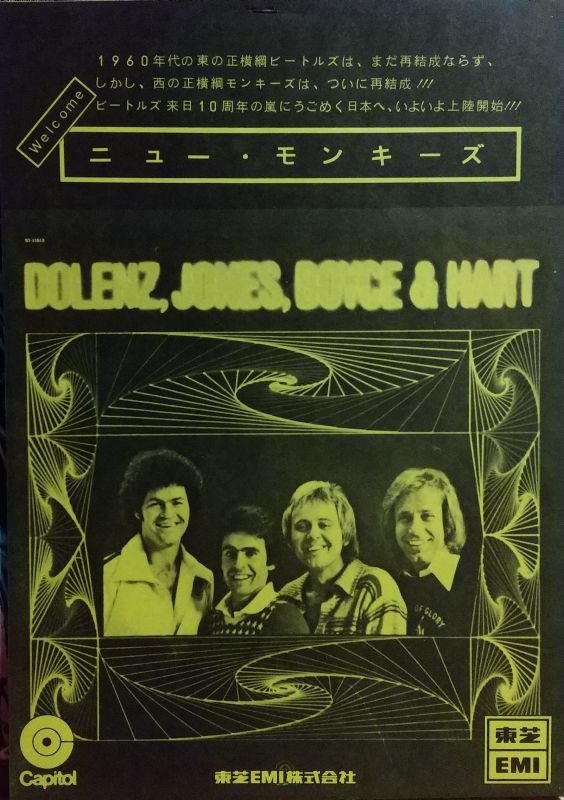 1960年代の東の正横綱ビートルズは、まだ再結成ならず、
しかし、西の正横綱モンキーズは、ついに再結成!!!
ビートルズ 来日10周年の嵐にうごめく日本へ、いよいよ上陸開始!!!
Welcome
ニュー・モンキーズ
DOLENZ, JONES, BOYCE & HART
OF GLORY
Capitol
東芝EMI株式会社
東芝
EMI